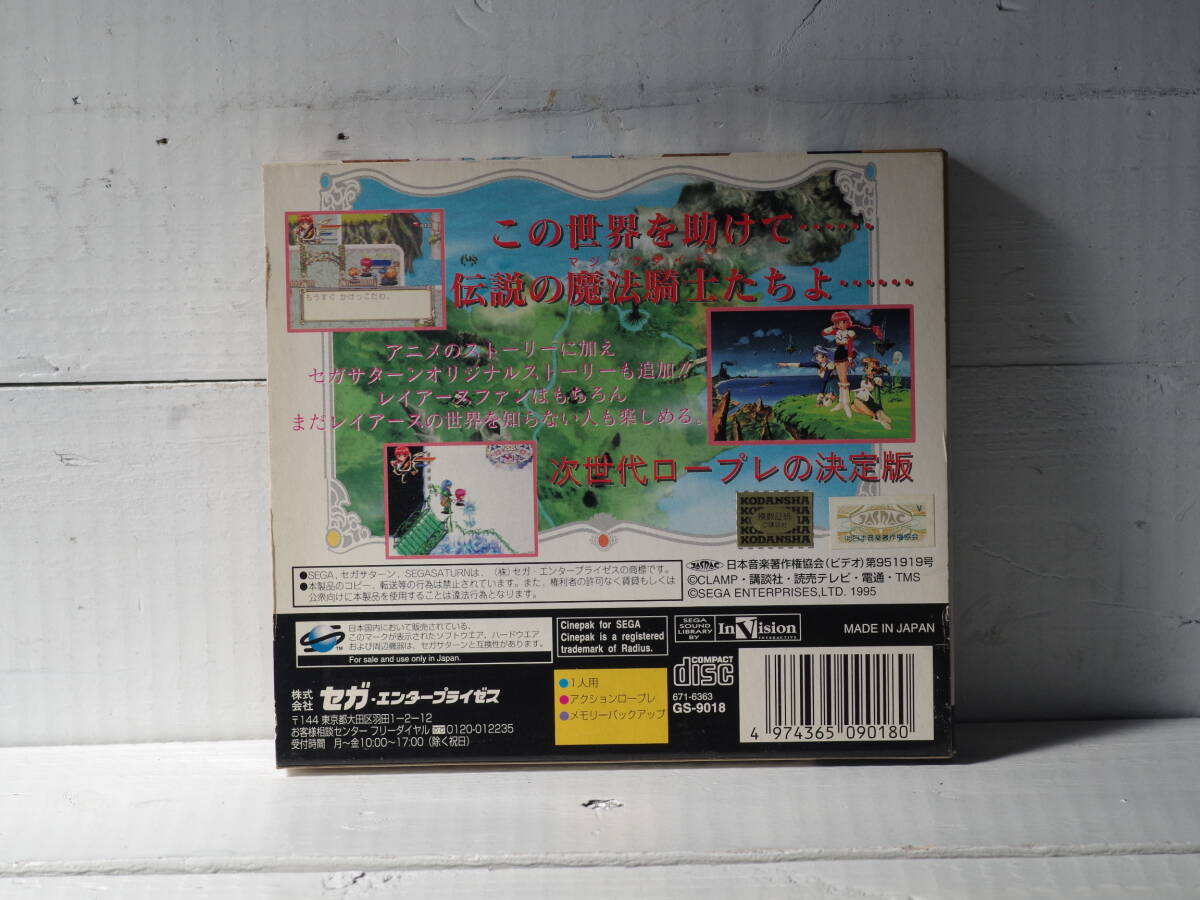 この世界を助けて……
マジックナイト
伝説の魔法騎士たちよ……
もうすぐ かけっこだわ。
アニメのストーリーに加え
セガサターンオリジナルストーリーも追加!!
レイアースファンはもちろん
まだレイアースの世界を知らない人も楽しめる。
次世代ロープレの決定版
KODANSHA
KODANSHA
JASRAC
V
㈳日本音楽著作権協会
●SEGA、セガサターン、SEGASATURNは、(株)セガ・エンタープライゼスの商標です。
●本製品のコピー、転送等の行為は禁止されています。また、権利者の許可なく賃貸もしくは
公衆向けに本製品を使用することは違法行為となります。
JASRAC 日本音楽著作権協会(ビデオ)第951919号
©CLAMP・講談社・読売テレビ・電通・TMS
©SEGA ENTERPRISES,LTD. 1995
TM
日本国内において販売されている、
このマークが表示されたソフトウエア、ハードウエア
および周辺機器は、セガサターンと互換性があります。
For sale and use only in Japan.
Cinepak for SEGA
Cinepak is a registered
trademark of Radius.
SEGA
SOUND
LIBRARY
BY
InVision
INTERACTIVE
MADE IN JAPAN
株式
会社 セガ・エンタープライゼス
〒144 東京都大田区羽田1-2-12
お客様相談センター フリーダイヤル 0120-012235
受付時間 月〜金10:00〜17:00(除く祝日)
●1人用
●アクションロープレ
●メモリーバックアップ
COMPACT
disc
671-6363
GS-9018
4 974365 090180